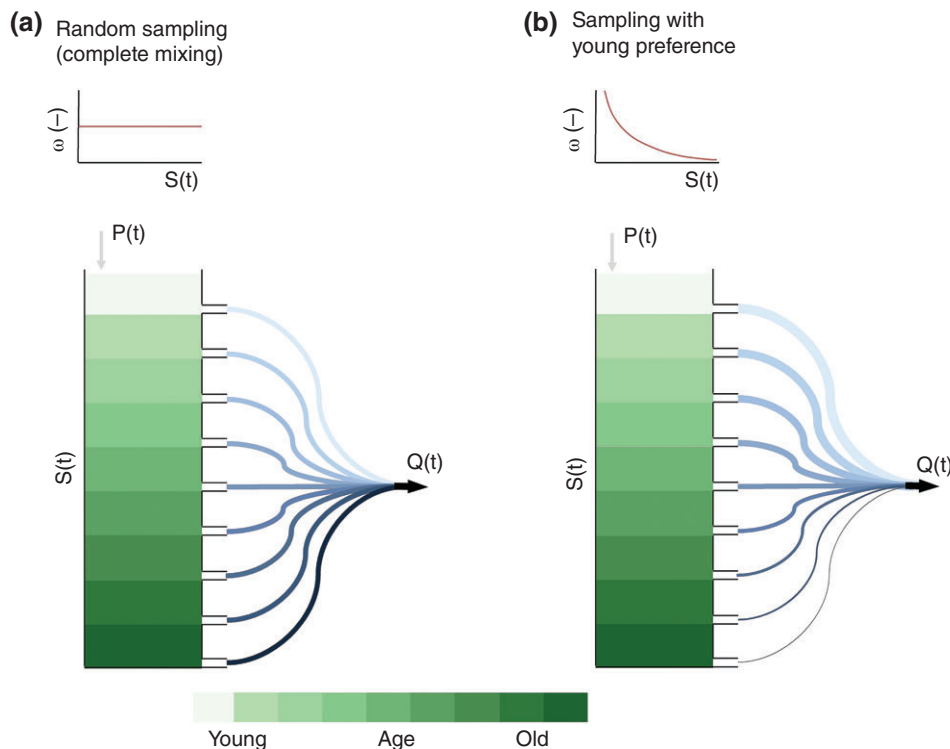 (a) Random sampling
(complete mixing)
ω (–)
S(t)
P(t)
S(t)
Q(t)
(b) Sampling with
young preference
ω (–)
S(t)
P(t)
S(t)
Q(t)
Young Age Old